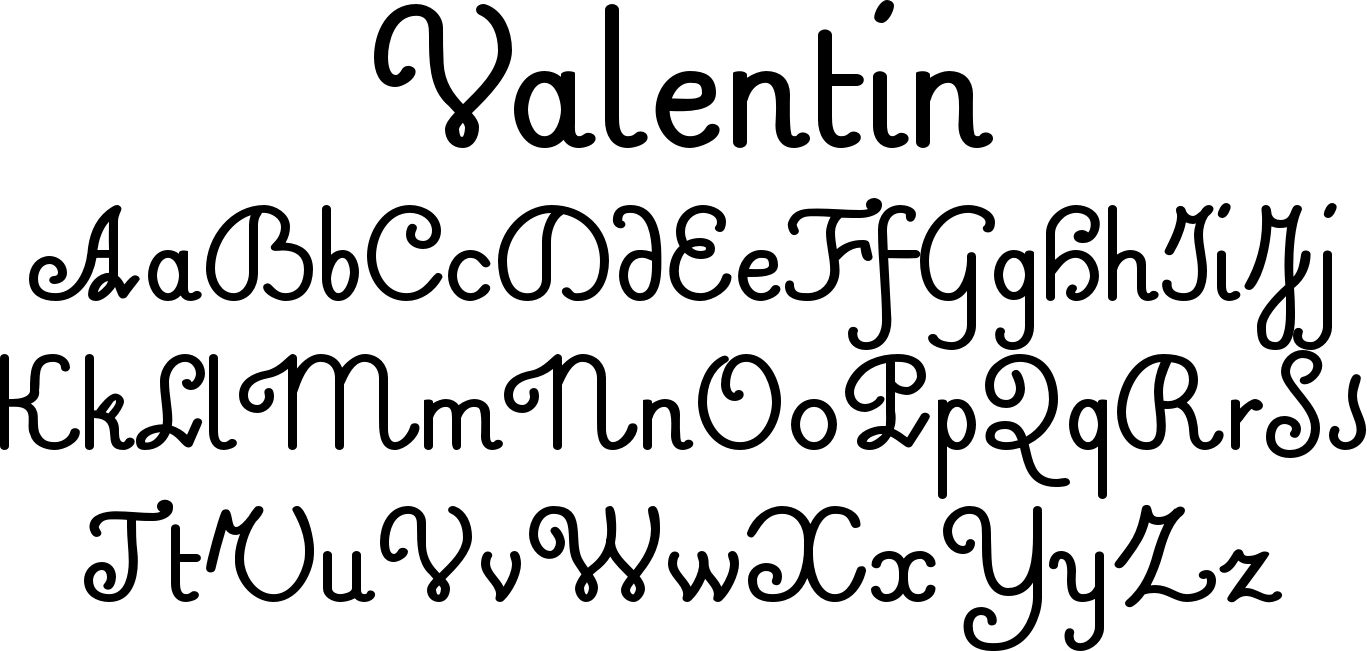 Valentin
AaBbCcDdEeFfGgHhIiJj
KkLlMmNnOoPpQqRrSs
TtUuVvWwXxYyZz